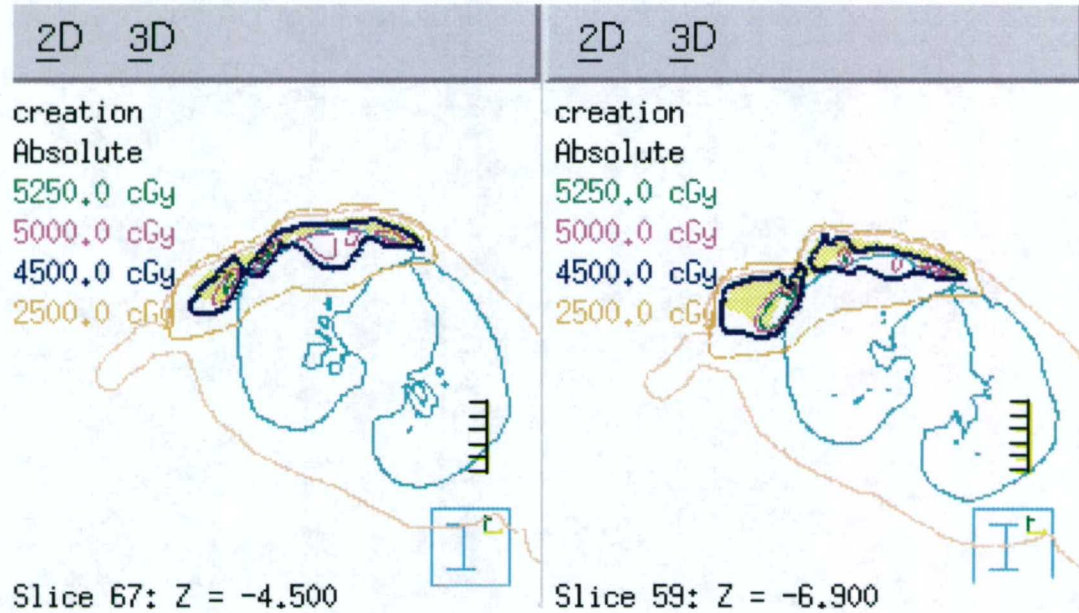 2D 3D
creation
Absolute
5250.0 cGy
5000.0 cGy
4500.0 cGy
2500.0 cGy
Slice 67: Z = -4.500
2D 3D
creation
Absolute
5250.0 cGy
5000.0 cGy
4500.0 cGy
2500.0 cGy
Slice 59: Z = -6.900